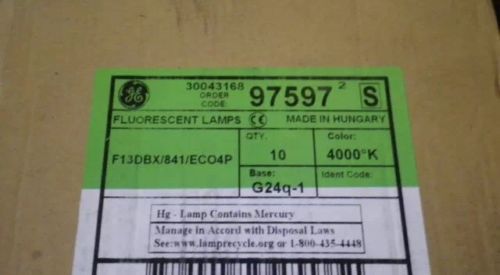 GE
30043168
ORDER CODE: 97597 2 S
FLUORESCENT LAMPS CE MADE IN HUNGARY
F13DBX/841/ECO4P
QTY.
10
Color:
4000°K
Base:
G24q-1
Ident Code:
Hg - Lamp Contains Mercury
Manage in Accord with Disposal Laws
See: www.lamprecycle.org or 1-800-435-4448